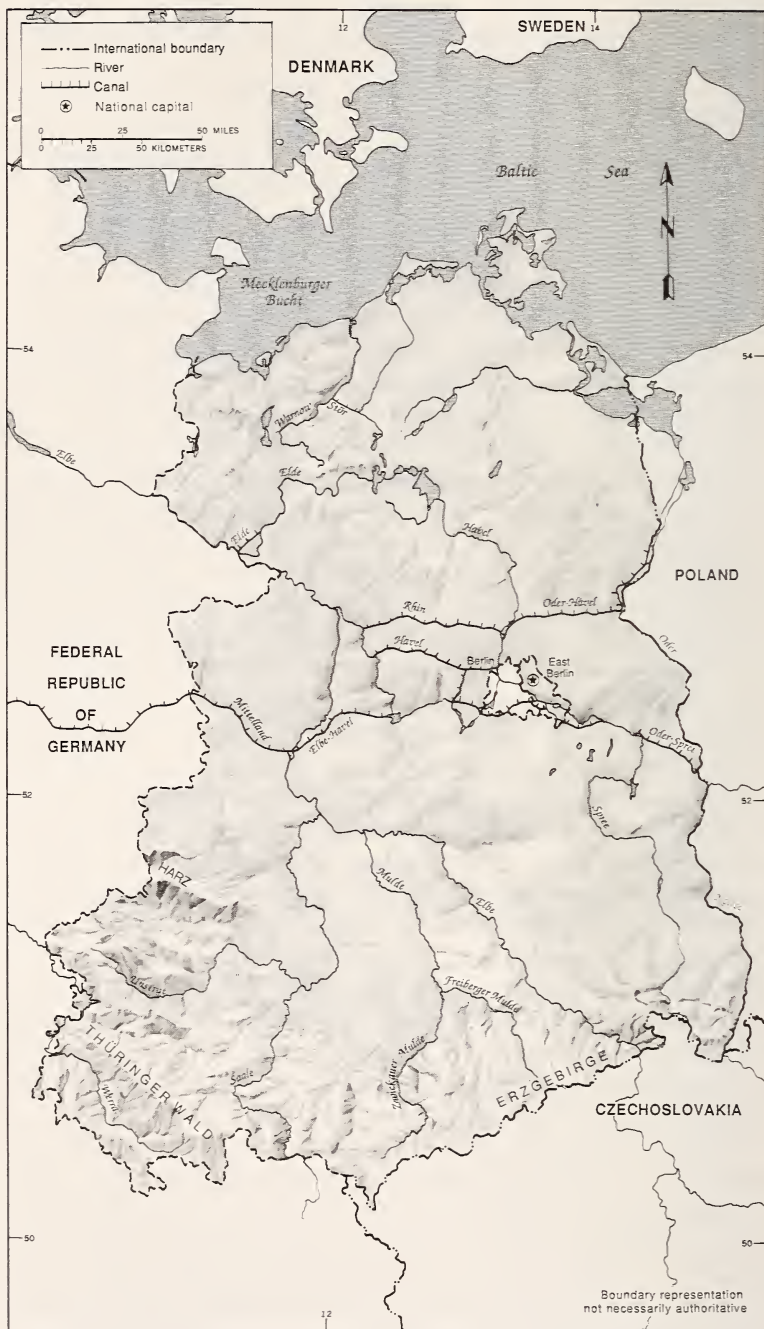 International boundary
River
Canal
National capital
0 25 50 MILES
0 25 50 KILOMETERS
12
SWEDEN 14
DENMARK
Baltic Sea
N
Mecklenburger
Bucht
54
54
Warnow
Stör
Elbe
Elde
Elde
Havel
POLAND
Rhin
Oder-Havel
Oder
Havel
Berlin
East
Berlin
FEDERAL
REPUBLIC
OF
GERMANY
Mittelland
Elbe-Havel
Oder-Spree
52
52
Spree
HARZ
Mulde
Elbe
Unstrut
Freiberger Mulde
THÜRINGER WALD
Zwickauer Mulde
Saale
Werra
ERZGEBIRGE
CZECHOSLOVAKIA
50
50
Boundary representation
not necessarily authoritative
12